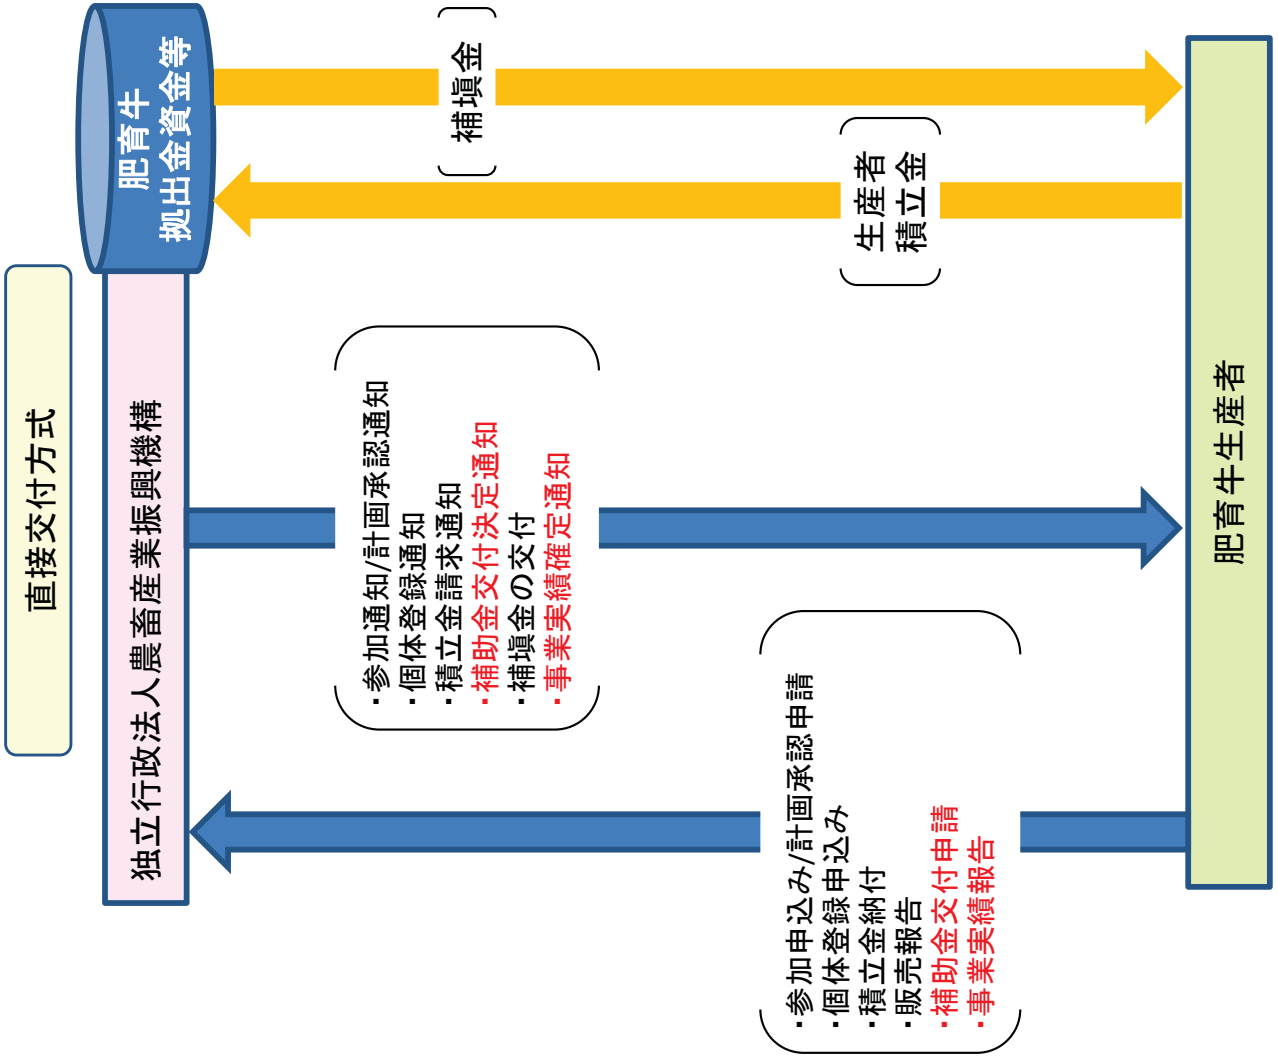 直接交付方式
独立行政法人農畜産業振興機構
肥育牛
拠出金資金等
・参加申込み/計画承認申請
・個体登録申込み
・積立金納付
・販売報告
・補助金交付申請
・事業実績報告
・参加通知/計画承認通知
・個体登録通知
・積立金請求通知
・補助金交付決定通知
・補塡金の交付
・事業実績確定通知
生産者
積立金
補塡金
肥育牛生産者